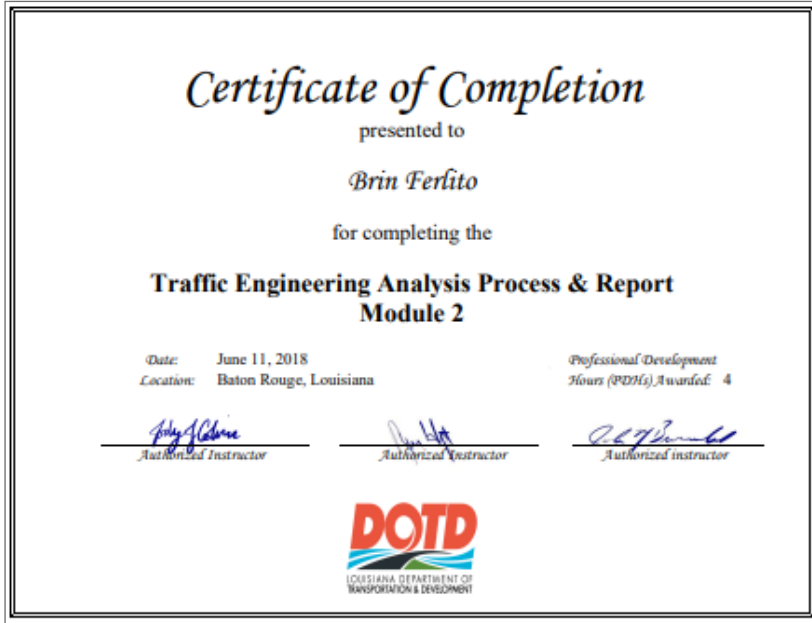 Certificate of Completion
presented to
Brin Ferlito
for completing the
Traffic Engineering Analysis Process & Report
Module 2
Date: June 11, 2018
Location: Baton Rouge, Louisiana
Professional Development
Hours (PDHs) Awarded: 4
Authorized Instructor
Authorized Instructor
Authorized instructor
DOTD
LOUISIANA DEPARTMENT OF
TRANSPORTATION & DEVELOPMENT